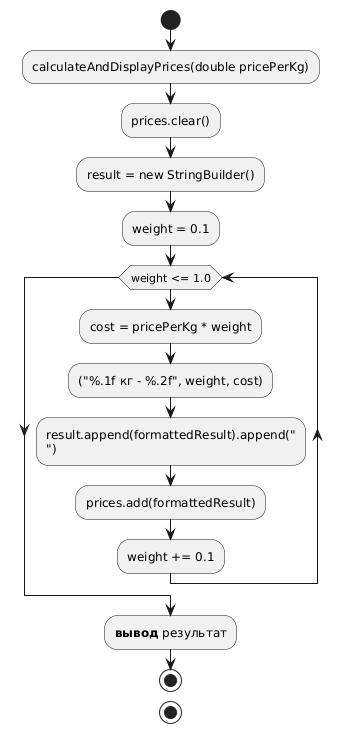 calculateAndDisplayPrices(double pricePerKg)
prices.clear()
result = new StringBuilder()
weight = 0.1
weight <= 1.0
cost = pricePerKg * weight
("%.1f кг - %.2f", weight, cost)
result.append(formattedResult).append("
")
prices.add(formattedResult)
weight += 0.1
вывод результат